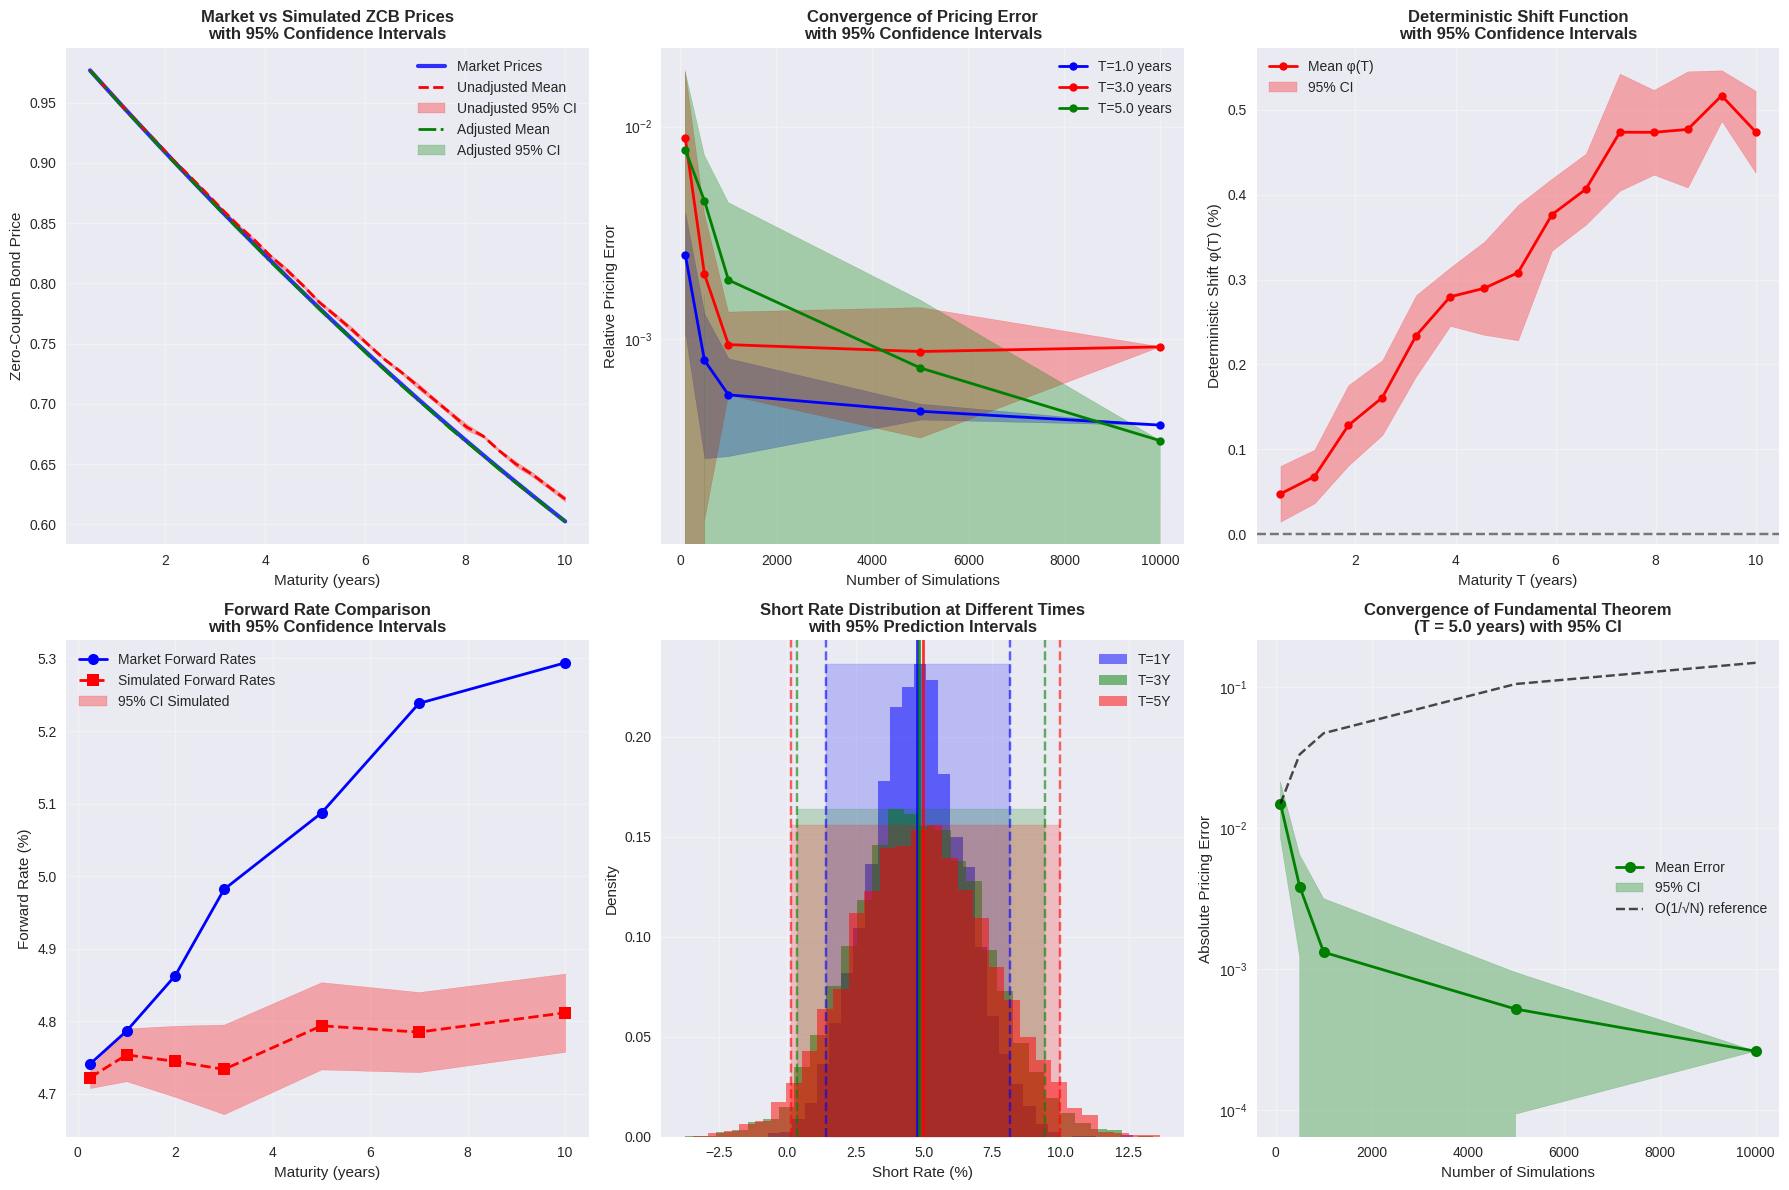 Market vs Simulated ZCB Prices
with 95% Confidence Intervals
Zero-Coupon Bond Price
0.95
0.90
0.85
0.80
0.75
0.70
0.65
0.60
Market Prices
Unadjusted Mean
Unadjusted 95% CI
Adjusted Mean
Adjusted 95% CI
2 4 6 8 10
Maturity (years)
Convergence of Pricing Error
with 95% Confidence Intervals
Relative Pricing Error
10⁻²
10⁻³
T=1.0 years
T=3.0 years
T=5.0 years
0 2000 4000 6000 8000 10000
Number of Simulations
Deterministic Shift Function
with 95% Confidence Intervals
Deterministic Shift φ(T) (%)
0.5
0.4
0.3
0.2
0.1
0.0
Mean φ(T)
95% CI
2 4 6 8 10
Maturity T (years)
Forward Rate Comparison
with 95% Confidence Intervals
Forward Rate (%)
5.3
5.2
5.1
5.0
4.9
4.8
4.7
Market Forward Rates
Simulated Forward Rates
95% CI Simulated
0 2 4 6 8 10
Maturity (years)
Short Rate Distribution at Different Times
with 95% Prediction Intervals
Density
0.20
0.15
0.10
0.05
0.00
T=1Y
T=3Y
T=5Y
−2.5 0.0 2.5 5.0 7.5 10.0 12.5
Short Rate (%)
Convergence of Fundamental Theorem
(T = 5.0 years) with 95% CI
Absolute Pricing Error
10⁻¹
10⁻²
10⁻³
10⁻⁴
Mean Error
95% CI
O(1/√N) reference
0 2000 4000 6000 8000 10000
Number of Simulations